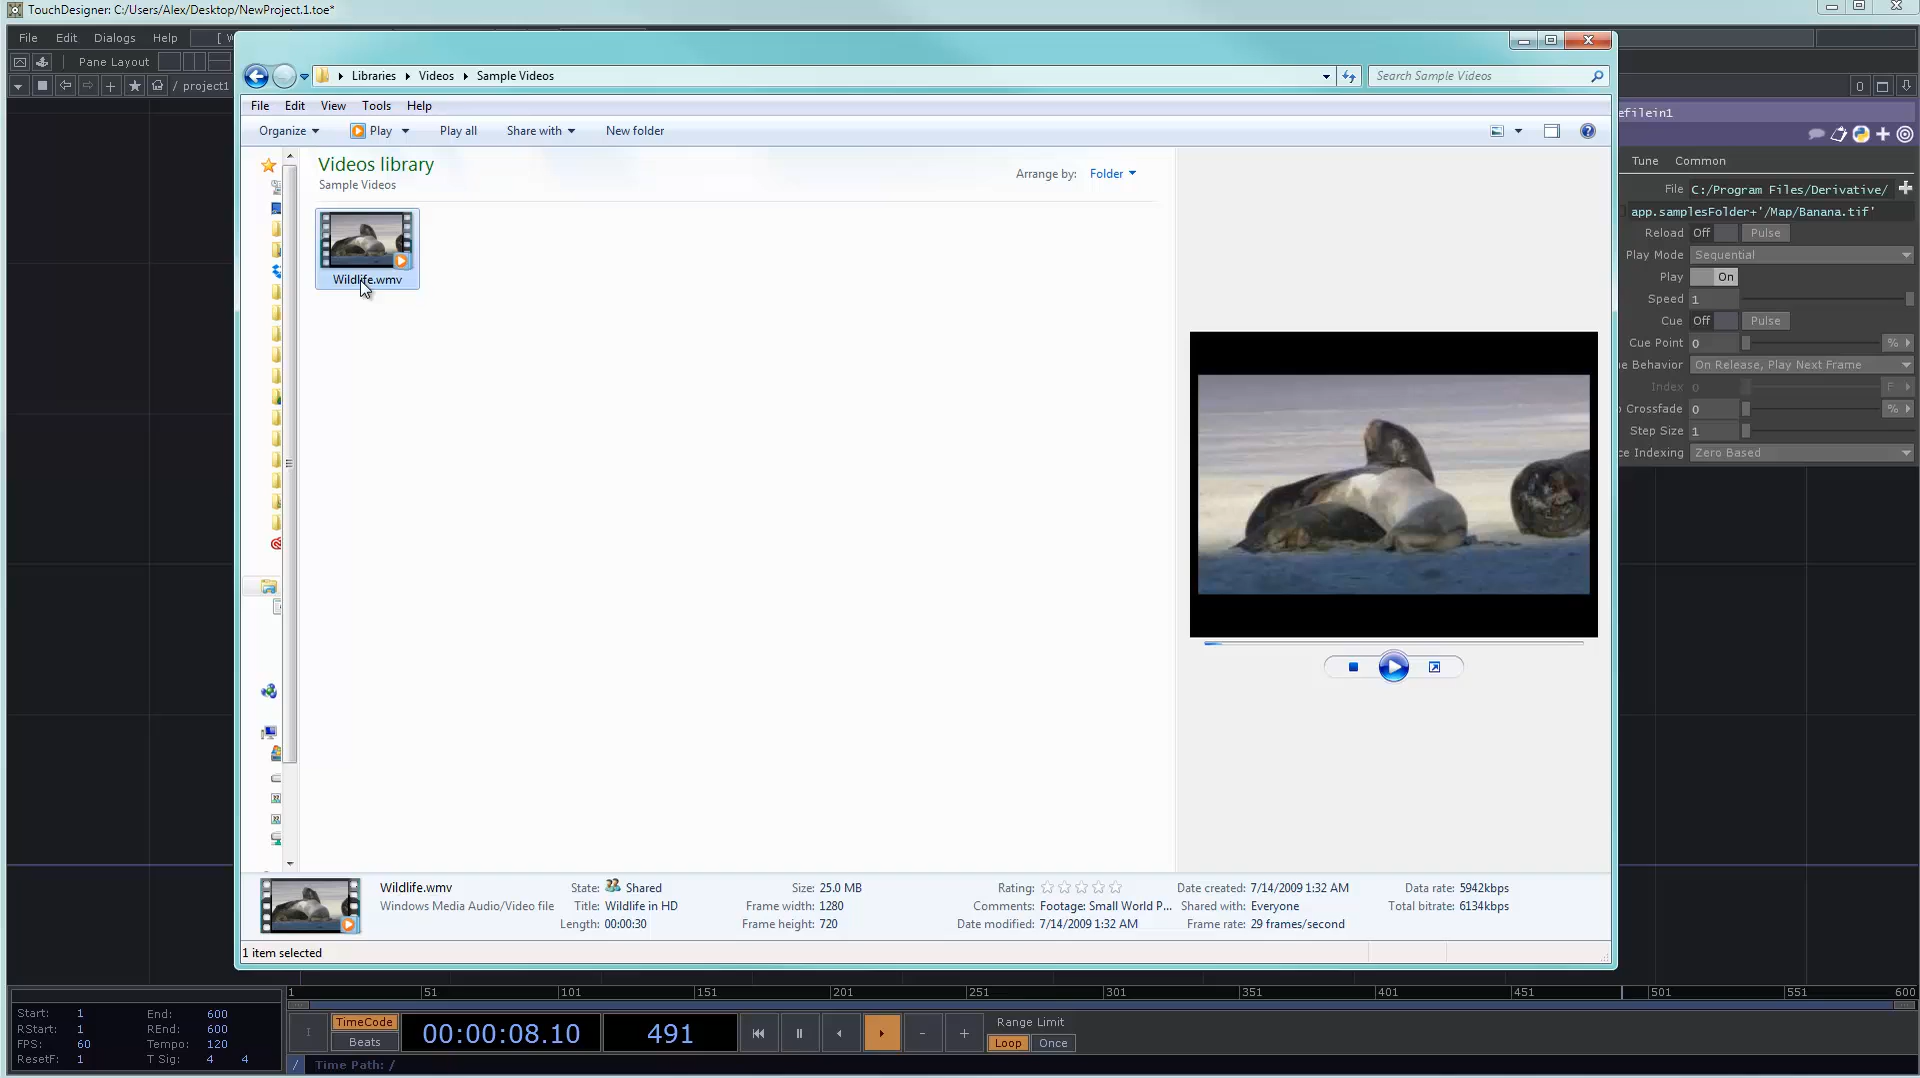 TouchDesigner: C:/Users/Alex/Desktop/NewProject.1.toe*
File Edit Dialogs Help [ W
Pane Layout
/ project1
Libraries Videos Sample Videos
Search Sample Videos
File Edit View Tools Help
Organize Play Play all Share with New folder
Videos library
Sample Videos
Arrange by: Folder
Wildlife.wmv
0
efilein1
Tune Common
File C:/Program Files/Derivative/
app.samplesFolder+'/Map/Banana.tif'
Reload Off Pulse
Play Mode Sequential
Play On
Speed 1
Cue Off Pulse
Cue Point 0 %
e Behavior On Release, Play Next Frame
Index 0 F
Crossfade 0 %
Step Size 1
ce Indexing Zero Based
Wildlife.wmv
Windows Media Audio/Video file
State: Shared
Title: Wildlife in HD
Length: 00:00:30
Size: 25.0 MB
Frame width: 1280
Frame height: 720
Rating:
Comments: Footage: Small World P...
Date modified: 7/14/2009 1:32 AM
Date created: 7/14/2009 1:32 AM
Shared with: Everyone
Frame rate: 29 frames/second
Data rate: 5942kbps
Total bitrate: 6134kbps
1 item selected
1 51 101 151 201 251 301 351 401 451 501 551 600
Start: 1 End: 600
RStart: 1 REnd: 600
FPS: 60 Tempo: 120
ResetF: 1 T Sig: 4 4
I
TimeCode
Beats
00:00:08.10
491
- +
Range Limit
Loop Once
/ Time Path: /